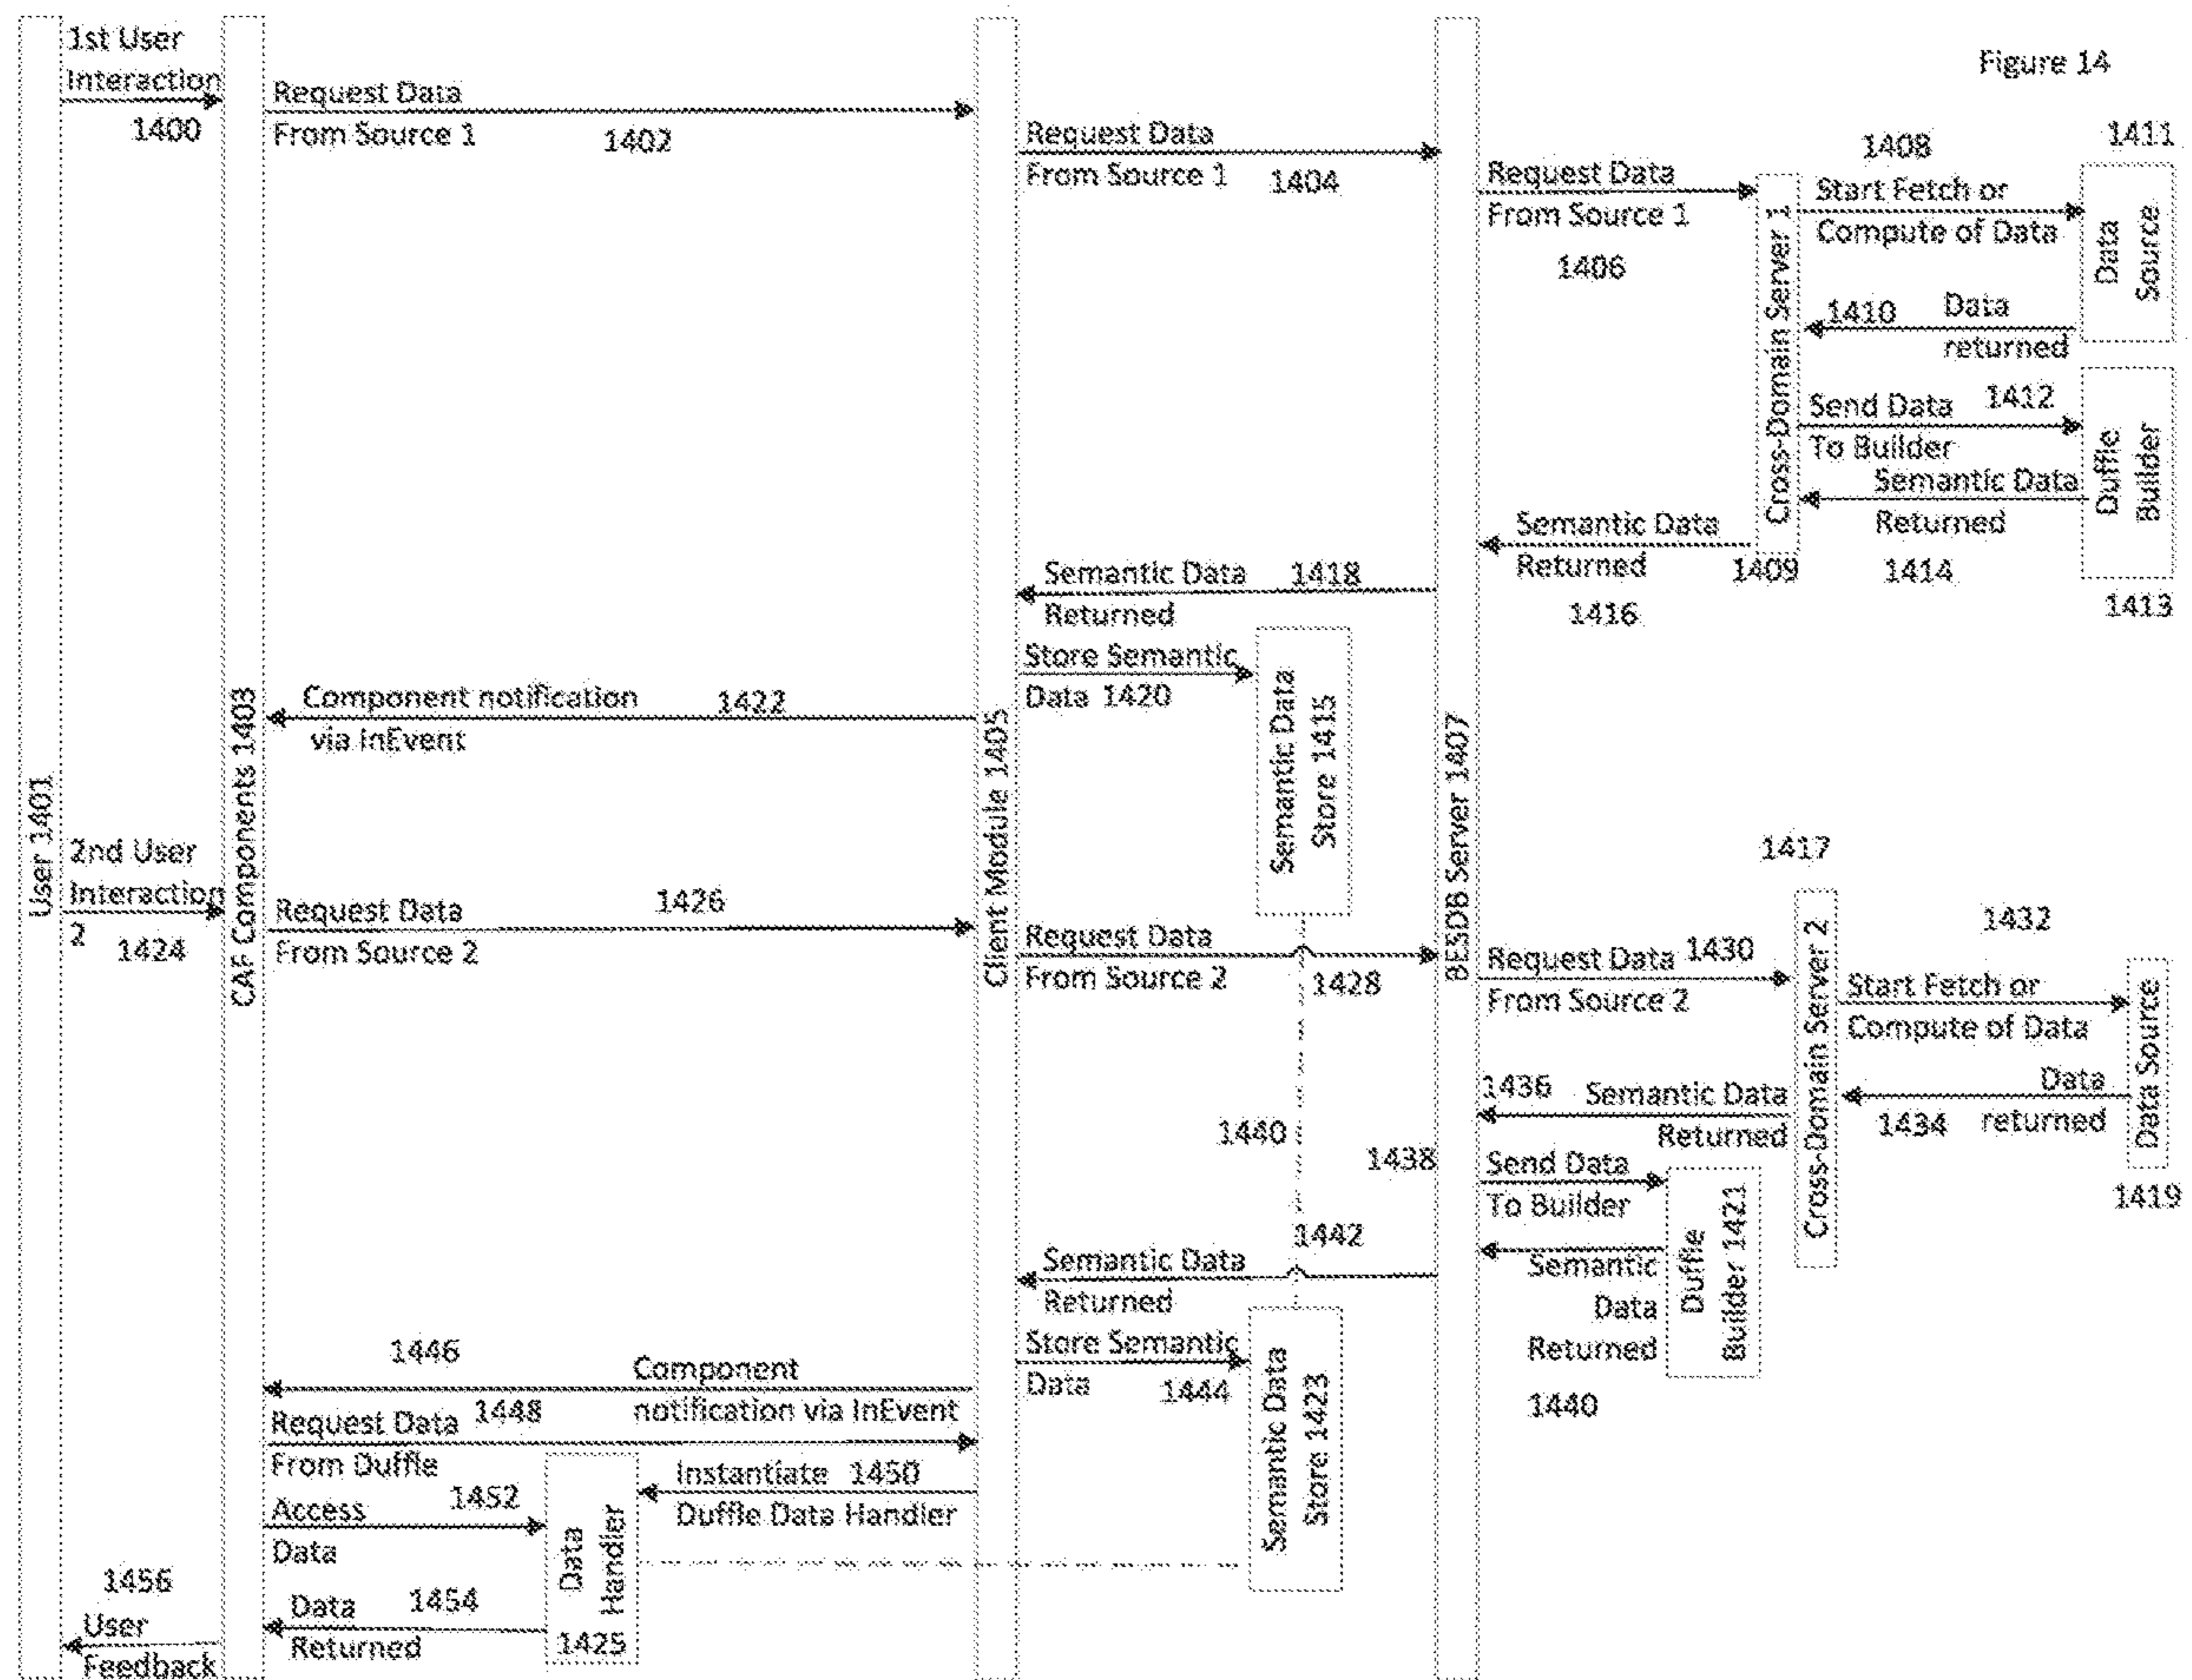 Figure 14
1st User
Interaction
1400
Request Data
From Source 1
1402
Request Data
From Source 1
1404
Request Data
From Source 1
1406
1408
Start Fetch or
Compute of Data
1411
Data
Source
1410
Data
returned
Cross-Domain Server 1
1409
1412
Send Data
To Builder
Duffle
Builder
1413
Semantic Data
Returned
1414
Semantic Data
Returned
1416
Semantic Data
1418
Returned
Store Semantic
Data 1420
Semantic Data
Store 1415
Component notification
1422
via InEvent
User 1401
CAF Components 1403
Client Module 1405
BESDB Server 1407
2nd User
Interaction
2
1424
Request Data
1426
From Source 2
Request Data
From Source 2
1428
Request Data
1430
From Source 2
1417
Cross-Domain Server 2
1432
Start Fetch or
Compute of Data
Data Source
1419
Data
returned
1434
1436
Semantic Data
Returned
1440
1438
Send Data
To Builder
Duffle
Builder 1421
Semantic
Data
Returned
1440
1442
Semantic Data
Returned
Store Semantic
Data
1444
Semantic Data
Store 1423
1446
Component
notification via InEvent
Request Data
1448
From Duffle
Instantiate
1450
Duffle Data Handler
Access
1452
Data
Data
Handler
1425
Data
1454
Returned
1456
User
Feedback